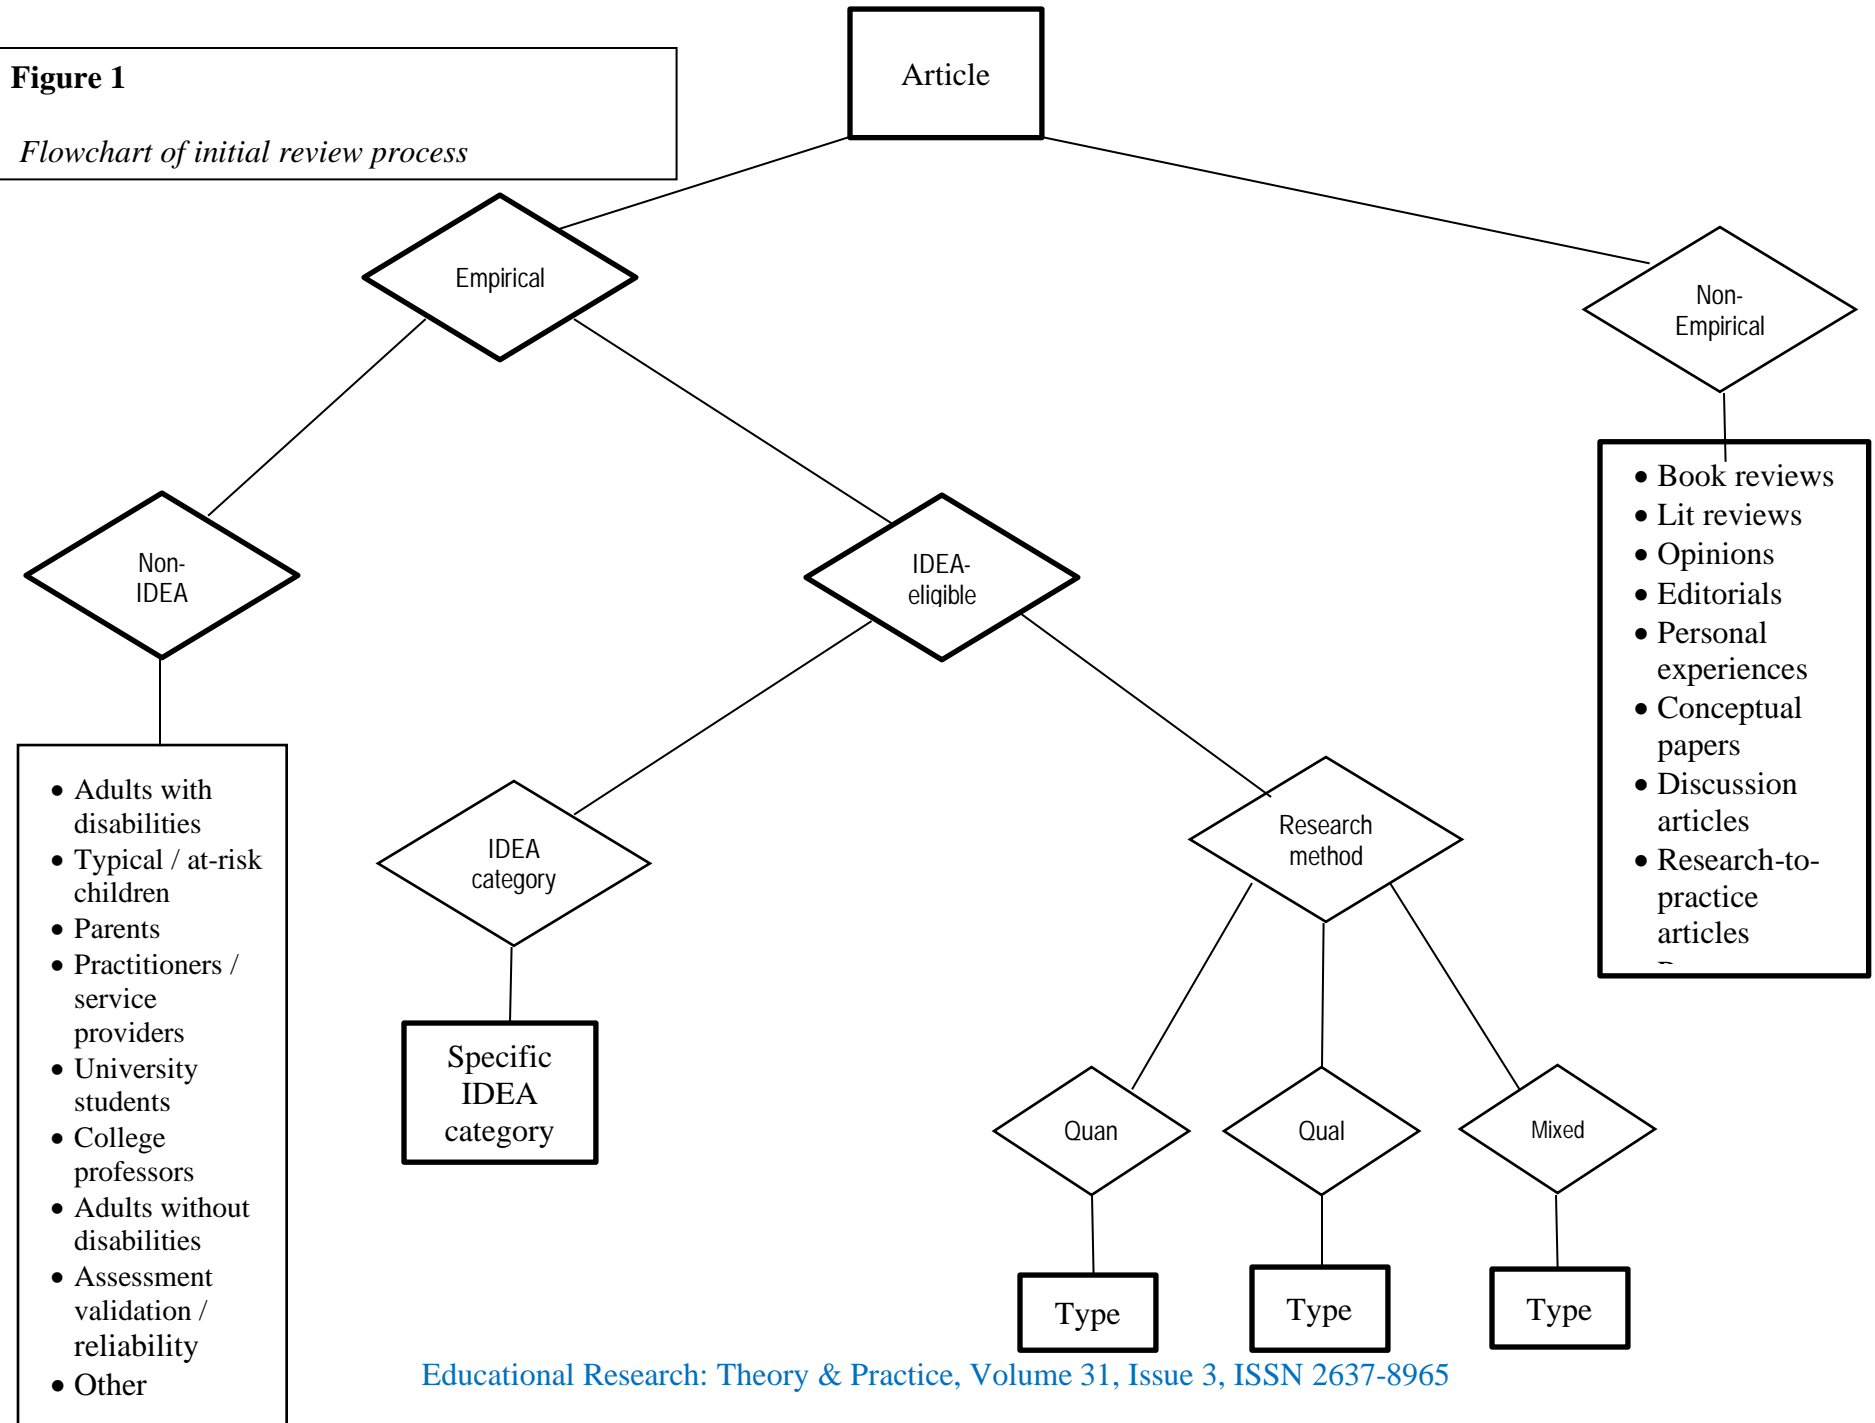 Figure 1
Flowchart of initial review process
Article
Empirical
Non-
Empirical
Non-
IDEA
IDEA-
eligible
• Book reviews
• Lit reviews
• Opinions
• Editorials
• Personal
experiences
• Conceptual
papers
• Discussion
articles
• Research-to-
practice
articles
• Adults with
disabilities
• Typical / at-risk
children
• Parents
• Practitioners /
service
providers
• University
students
• College
professors
• Adults without
disabilities
• Assessment
validation /
reliability
• Other
IDEA
category
Research
method
Specific
IDEA
category
Quan
Qual
Mixed
Type
Type
Type
Educational Research: Theory & Practice, Volume 31, Issue 3, ISSN 2637-8965